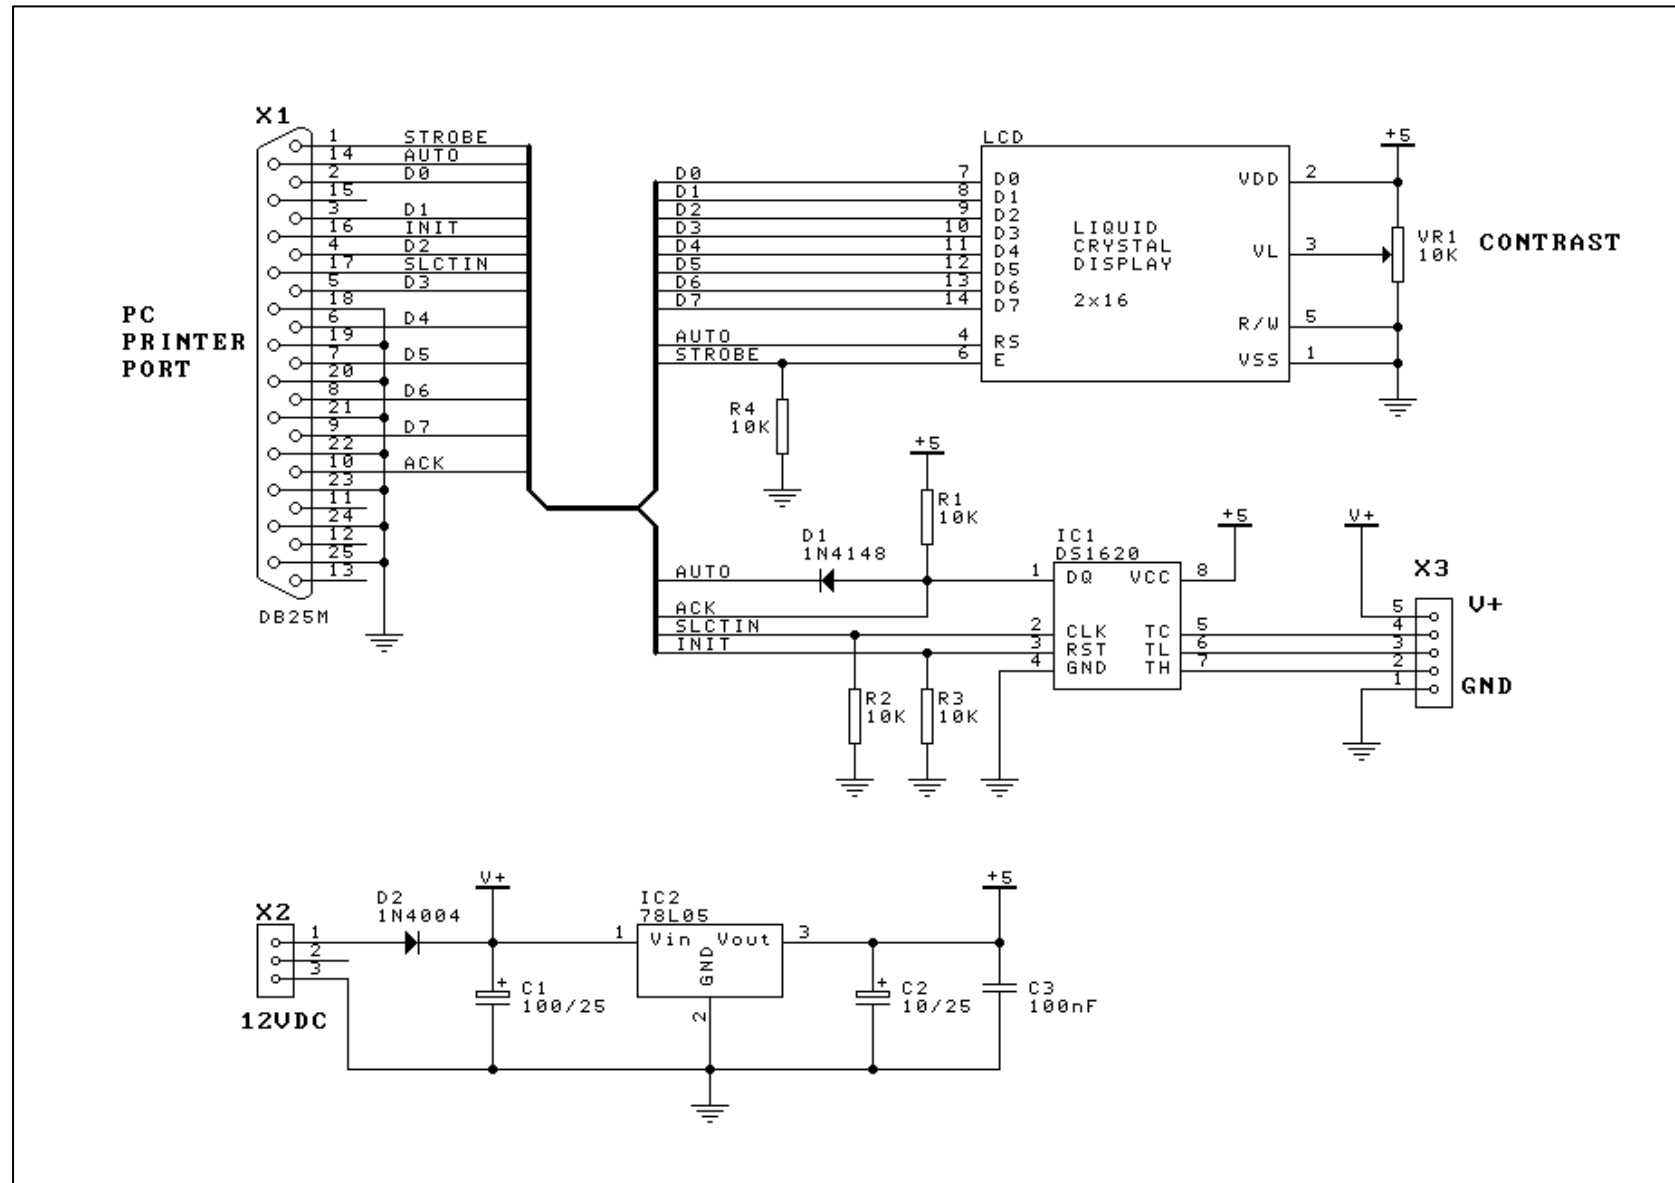 X1
1 STROBE
14 AUTO
2 D0
15
3 D1
16 INIT
4 D2
17 SLCTIN
5 D3
18
6 D4
19
7 D5
20
8 D6
21
9 D7
22
10 ACK
23
11
24
12
25
13
DB25M
PC
PRINTER
PORT
LCD
D0 7 D0
D1 8 D1
D2 9 D2
D3 10 D3
D4 11 D4
D5 12 D5
D6 13 D6
D7 14 D7
AUTO 4 RS
STROBE 6 E
LIQUID
CRYSTAL
DISPLAY
2x16
VDD 2
VL 3
R/W 5
VSS 1
+5
VR1
10K
CONTRAST
R4
10K
+5
R1
10K
D1
1N4148
IC1
DS1620
+5
V+
X3
AUTO 1 DQ VCC 8
ACK
SLCTIN 2 CLK TC 5
INIT 3 RST TL 6
4 GND TH 7
5 V+
4
3
2
1 GND
R2
10K
R3
10K
X2
1
2
3
12VDC
D2
1N4004
V+
IC2
78L05
1 Vin Vout 3
GND
2
+5
+ C1
100/25
+ C2
10/25
C3
100nF